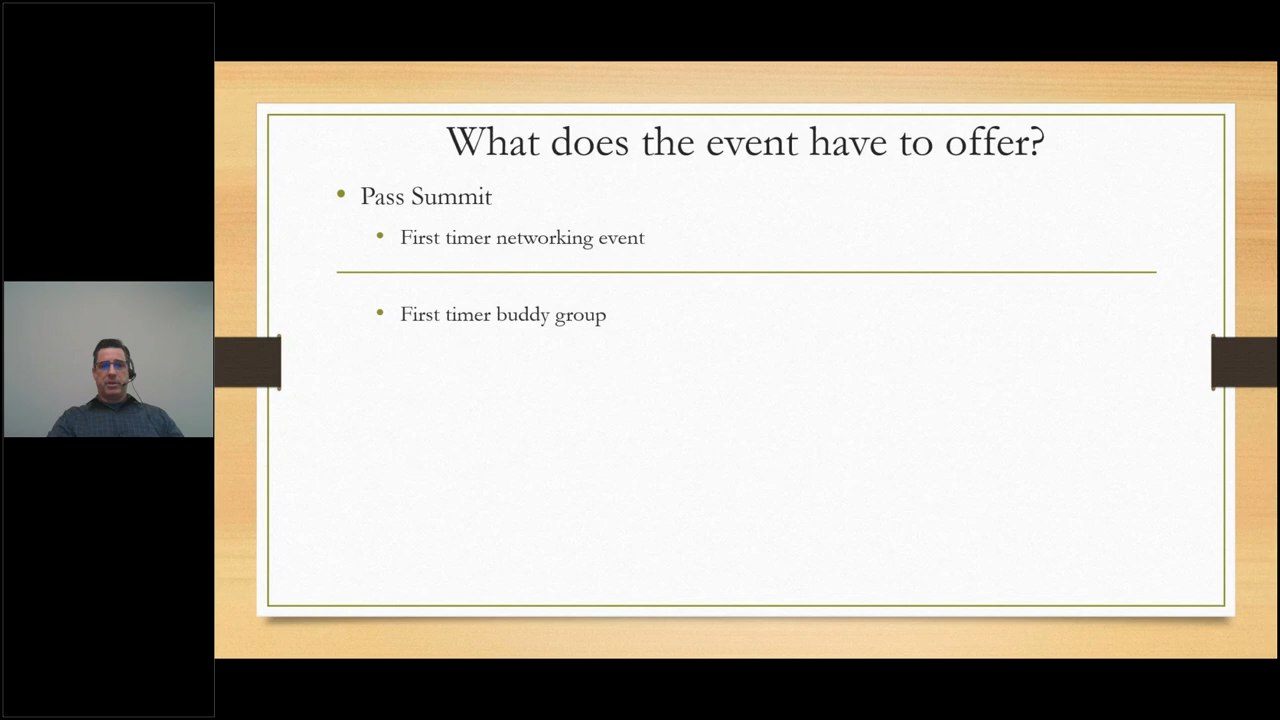 What does the event have to offer?
Pass Summit
First timer networking event
First timer buddy group